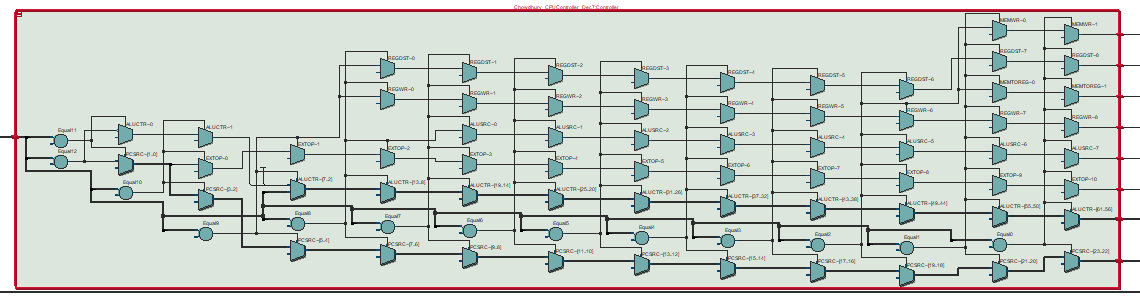 Chowdhury_CPUController_Dec7:Controller
MEMWR~0
MEMWR~1
REGDST~0
REGDST~1
REGDST~2
REGDST~3
REGDST~4
REGDST~5
REGDST~6
REGDST~7
REGDST~8
REGWR~0
REGWR~1
REGWR~2
REGWR~3
REGWR~4
REGWR~5
REGWR~6
MEMTOREG~0
MEMTOREG~1
Equal11
ALUCTR~0
ALUCTR~1
ALUSRC~0
ALUSRC~1
ALUSRC~2
ALUSRC~3
ALUSRC~4
ALUSRC~5
REGWR~7
REGWR~8
Equal12
PCSRC~[1..0]
EXTOP~0
EXTOP~1
EXTOP~2
EXTOP~3
EXTOP~4
EXTOP~5
EXTOP~6
EXTOP~7
EXTOP~8
ALUSRC~6
ALUSRC~7
EXTOP~9
EXTOP~10
Equal10
PCSRC~[3..2]
ALUCTR~[7..2]
ALUCTR~[13..8]
ALUCTR~[19..14]
ALUCTR~[25..20]
ALUCTR~[31..26]
ALUCTR~[37..32]
ALUCTR~[43..38]
ALUCTR~[49..44]
ALUCTR~[55..50]
ALUCTR~[61..56]
Equal9
Equal8
Equal7
Equal6
Equal5
Equal4
Equal3
Equal2
Equal1
Equal0
PCSRC~[5..4]
PCSRC~[7..6]
PCSRC~[9..8]
PCSRC~[11..10]
PCSRC~[13..12]
PCSRC~[15..14]
PCSRC~[17..16]
PCSRC~[19..18]
PCSRC~[21..20]
PCSRC~[23..22]